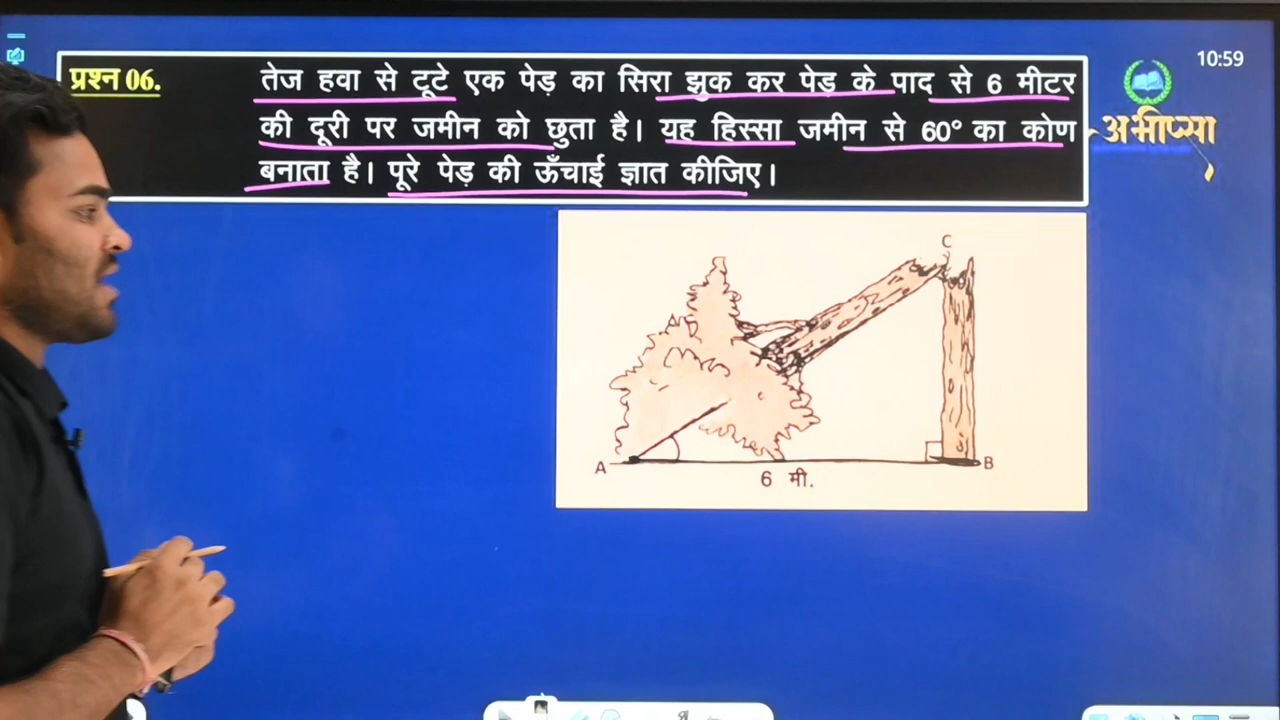 10:59
प्रश्न 06.
तेज हवा से टूटे एक पेड़ का सिरा झुक कर पेड़ के पाद से 6 मीटर
की दूरी पर जमीन को छुता है। यह हिस्सा जमीन से 60° का कोण
बनाता है। पूरे पेड़ की ऊँचाई ज्ञात कीजिए।
अभीप्सा
C
A
B
6 मी.